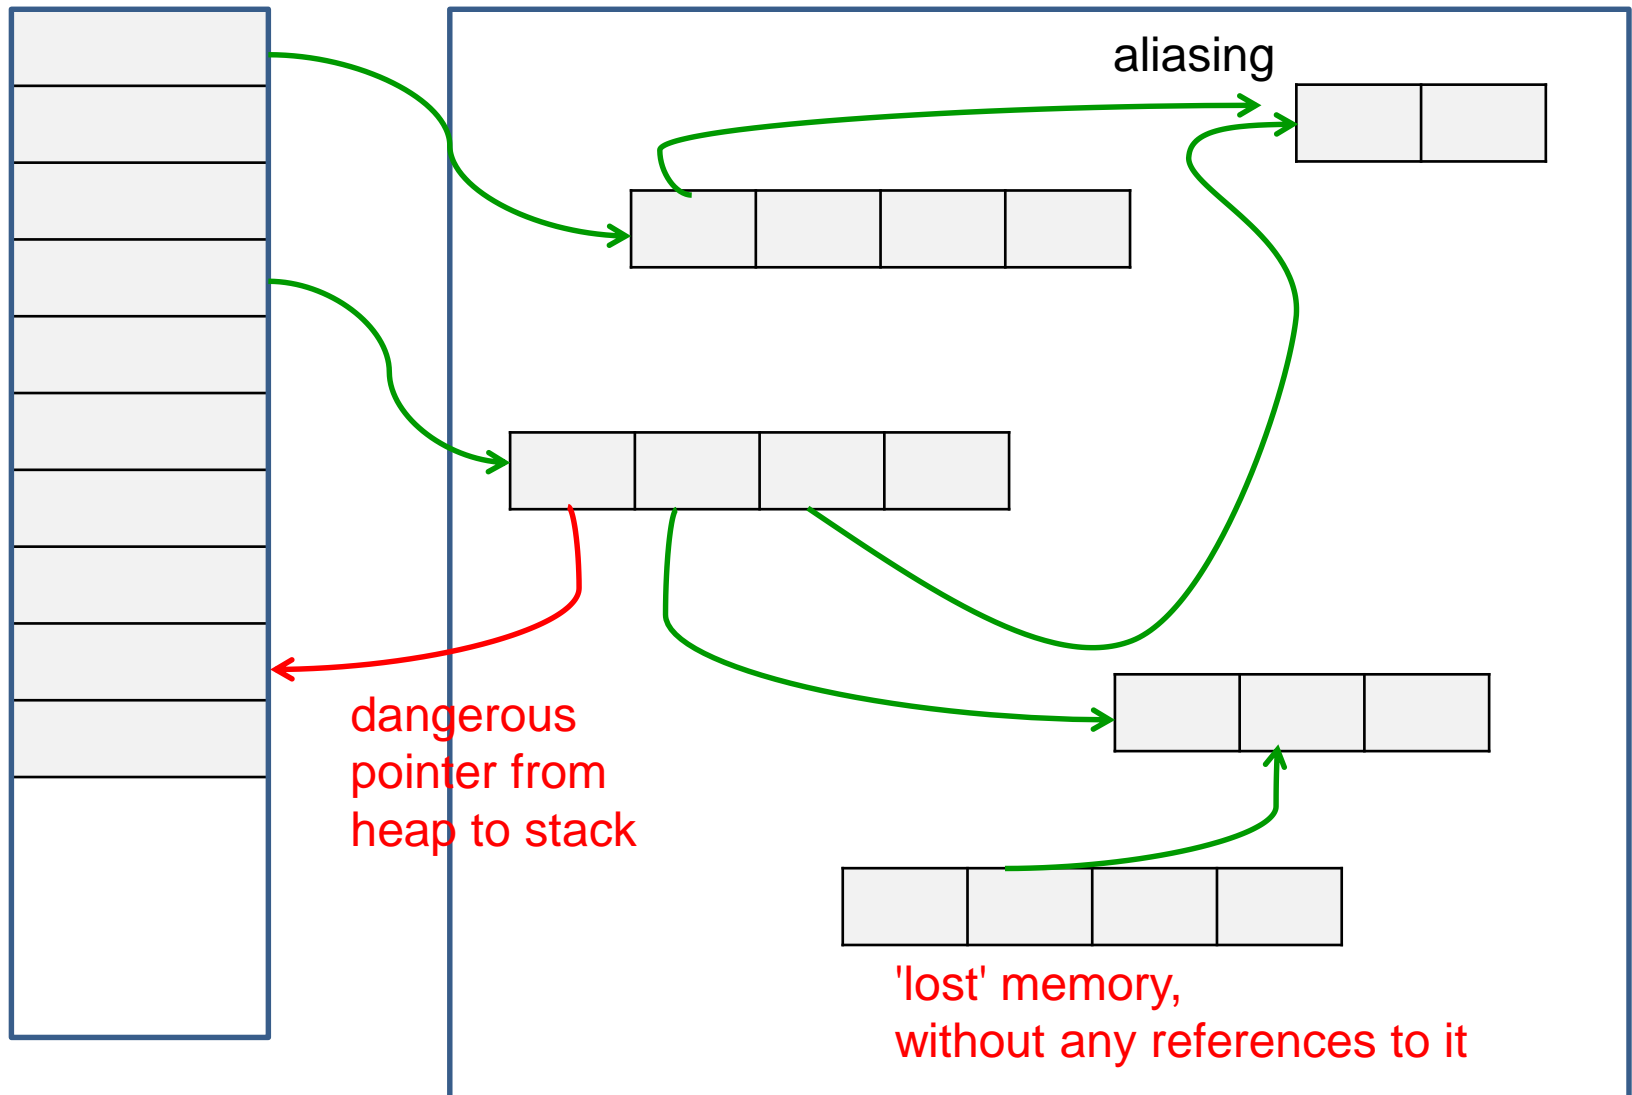 aliasing
dangerous
pointer from
heap to stack
'lost' memory,
without any references to it